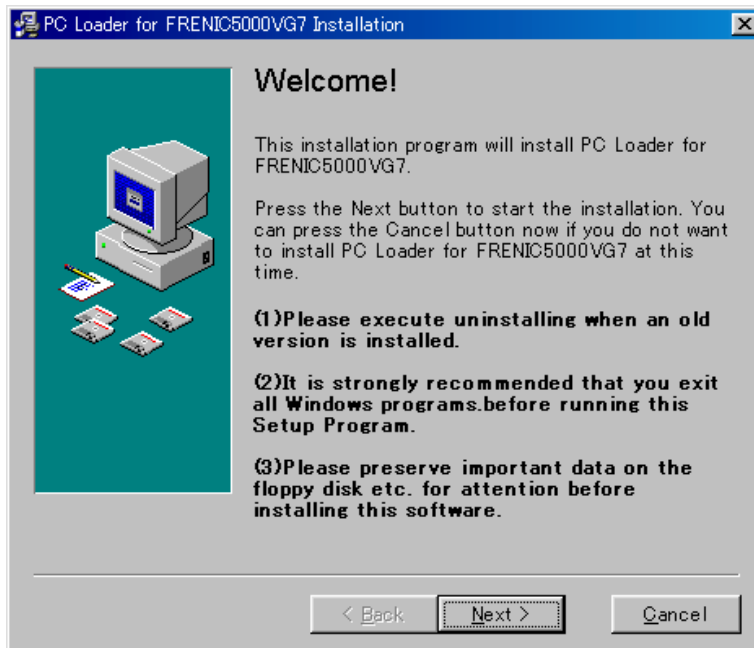 PC Loader for FRENIC5000VG7 Installation
Welcome!
This installation program will install PC Loader for
FRENIC5000VG7.
Press the Next button to start the installation. You
can press the Cancel button now if you do not want
to install PC Loader for FRENIC5000VG7 at this
time.
(1)Please execute uninstalling when an old
version is installed.
(2)It is strongly recommended that you exit
all Windows programs.before running this
Setup Program.
(3)Please preserve important data on the
floppy disk etc. for attention before
installing this software.
< Back
Next >
Cancel